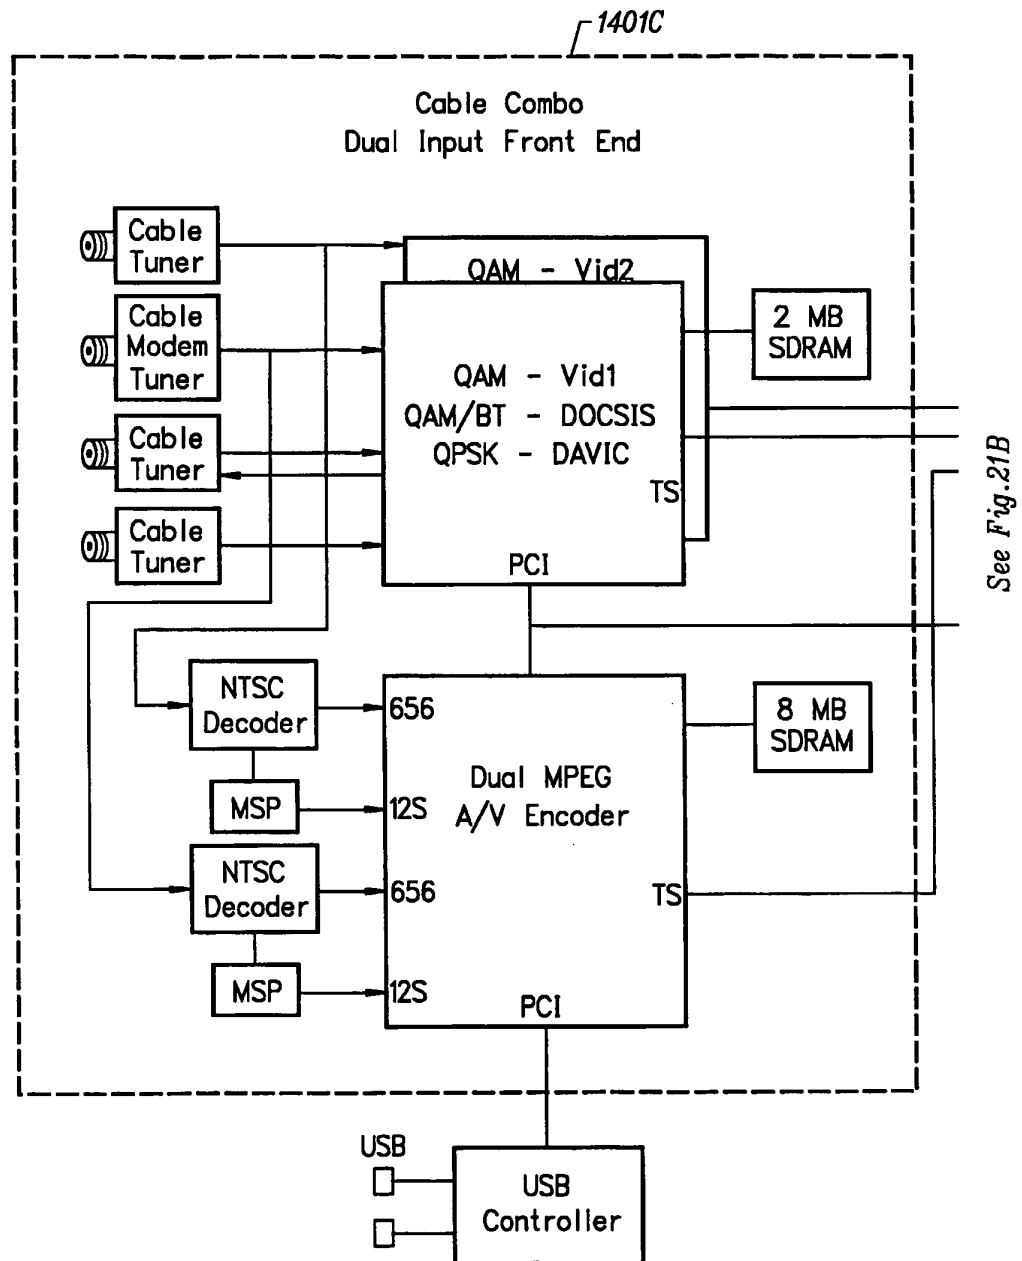 1401C
Cable Combo
Dual Input Front End
Cable
Tuner
Cable
Modem
Tuner
Cable
Tuner
Cable
Tuner
QAM - Vid2
QAM - Vid1
QAM/BT - DOCSIS
QPSK - DAVIC
TS
PCI
2 MB
SDRAM
See Fig.21B
NTSC
Decoder
MSP
NTSC
Decoder
MSP
656
12S
656
12S
Dual MPEG
A/V Encoder
TS
PCI
8 MB
SDRAM
USB
USB
Controller